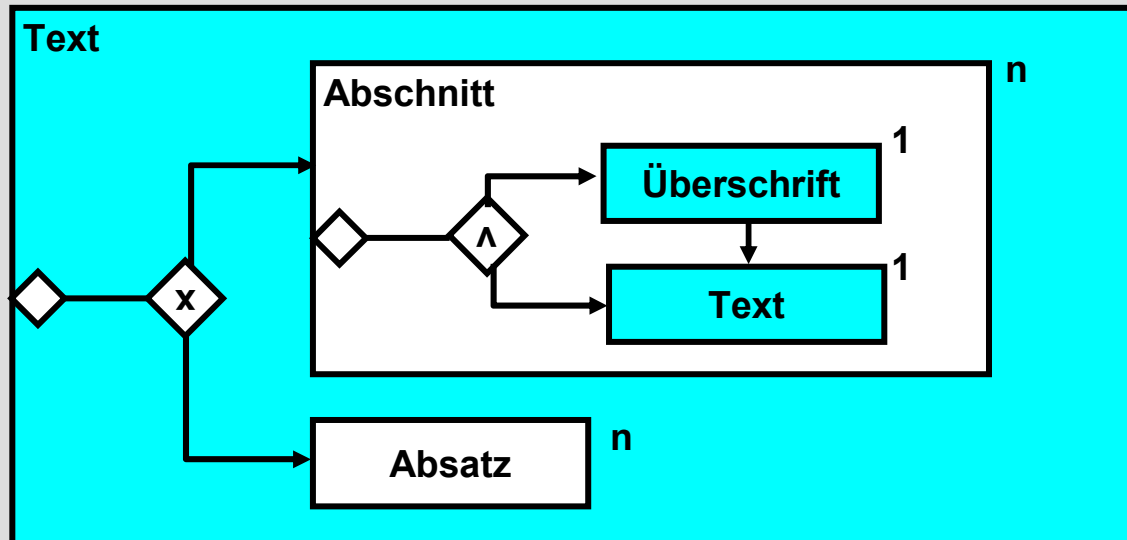 Text
n
Abschnitt
1
Überschrift
ʌ
1
Text
x
n
Absatz